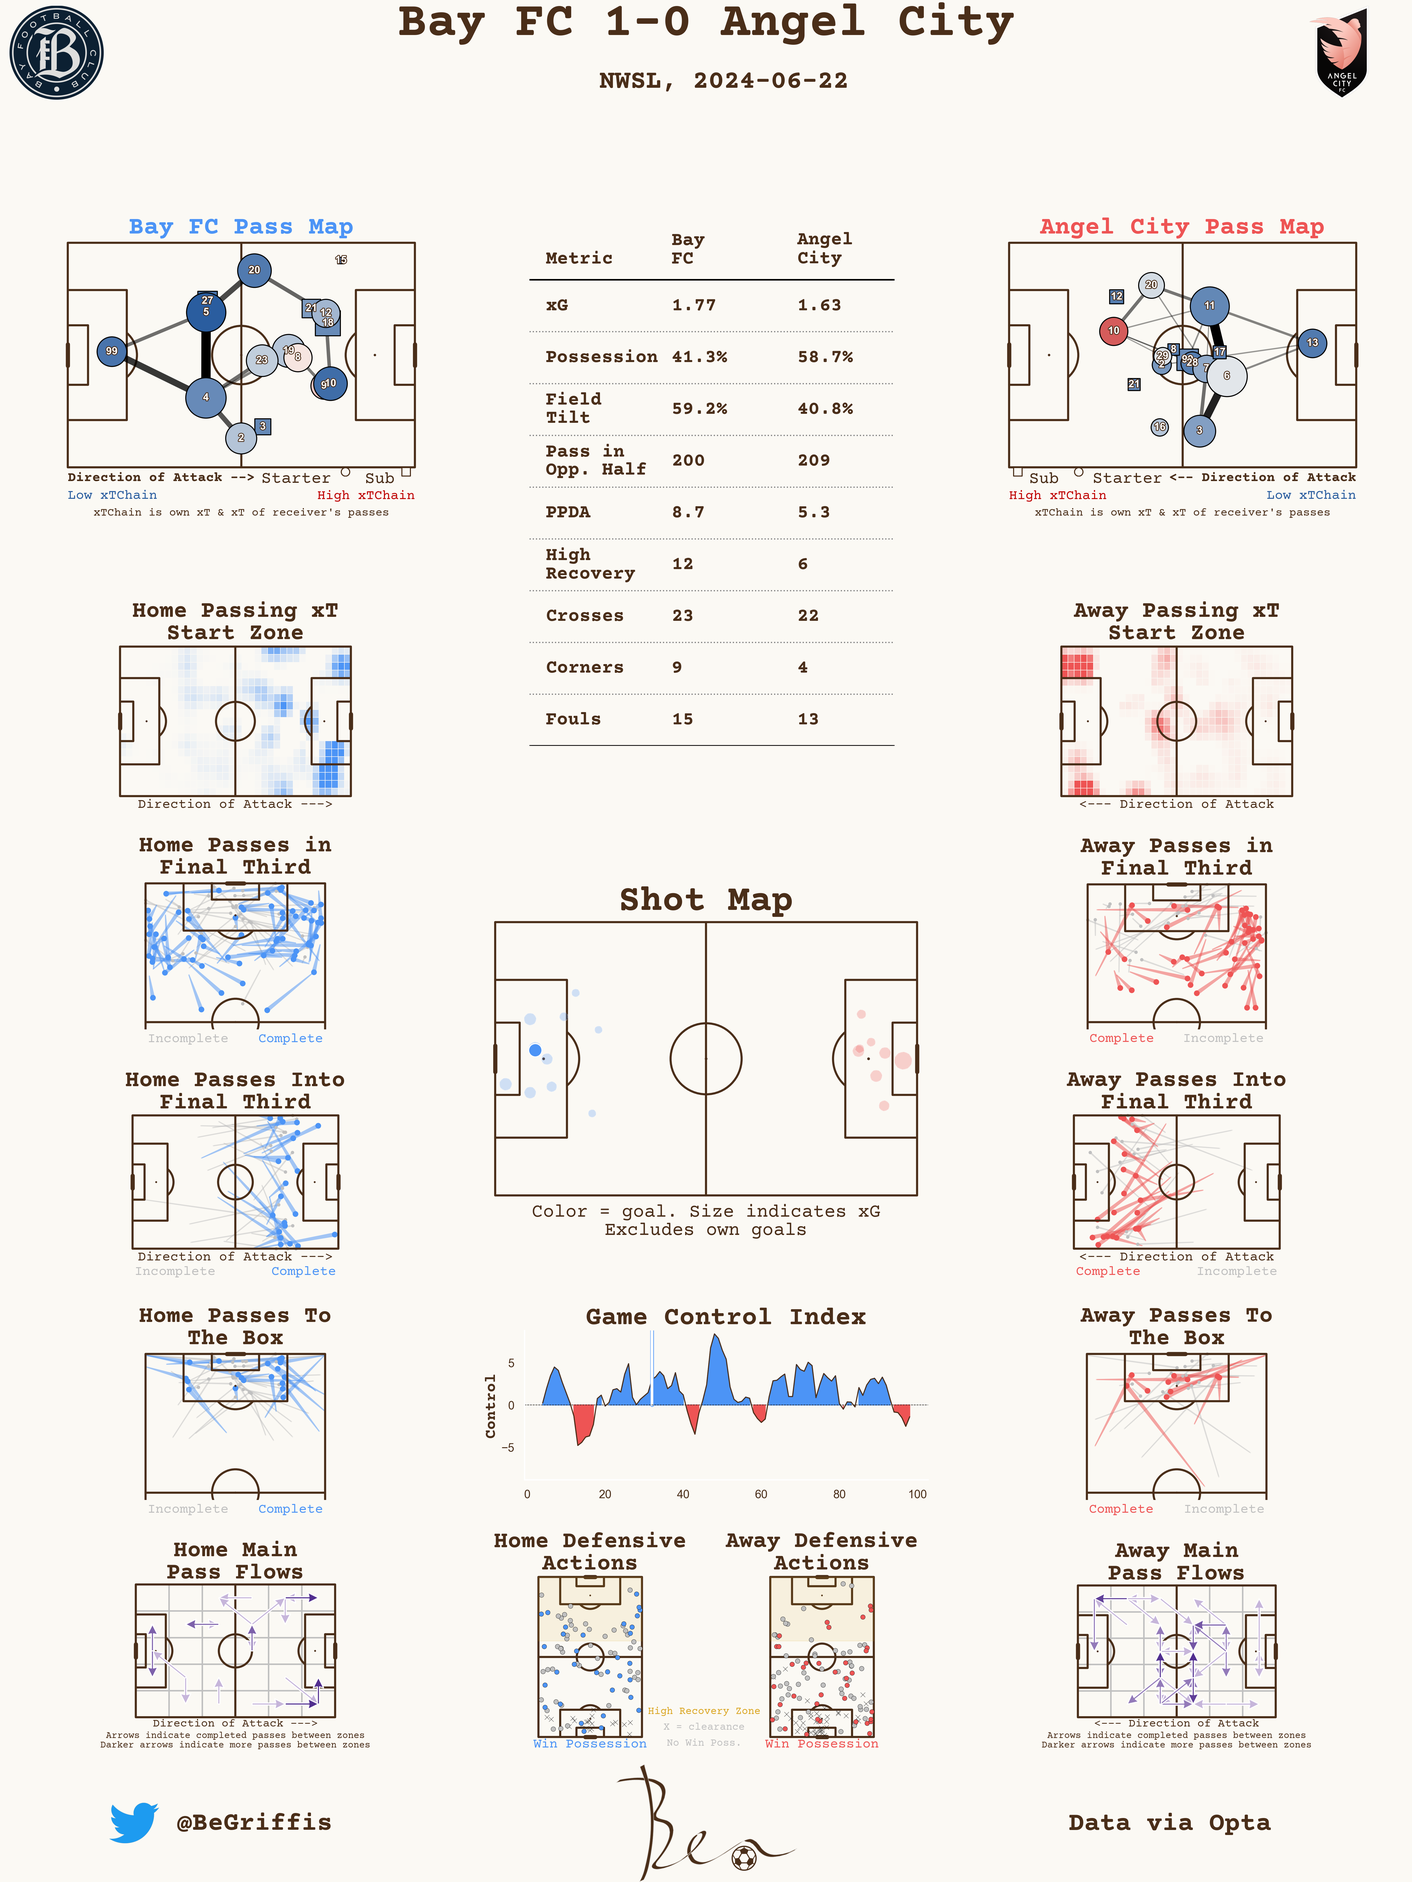 Bay FC 1-0 Angel City
NWSL, 2024-06-22
FOOTBALL CLUB BAY
B
ANGEL
CITY
FC
Bay FC Pass Map
20
15
27
5
21
12
18
99
19
8
23
9
10
4
3
2
Direction of Attack --> Starter Sub
Low xTChain High xTChain
xTChain is own xT & xT of receiver's passes
Metric Bay FC Angel City
xG 1.77 1.63
Possession 41.3% 58.7%
Field Tilt 59.2% 40.8%
Pass in Opp. Half 200 209
PPDA 8.7 5.3
High Recovery 12 6
Crosses 23 22
Corners 9 4
Fouls 15 13
Angel City Pass Map
20
12
11
10
13
8
17
29
2
28
7
6
21
16
3
Sub Starter <-- Direction of Attack
High xTChain Low xTChain
xTChain is own xT & xT of receiver's passes
Home Passing xT
Start Zone
Direction of Attack --->
Away Passing xT
Start Zone
<--- Direction of Attack
Home Passes in
Final Third
Incomplete Complete
Away Passes in
Final Third
Complete Incomplete
Shot Map
Color = goal. Size indicates xG
Excludes own goals
Home Passes Into
Final Third
Direction of Attack --->
Incomplete Complete
Away Passes Into
Final Third
<--- Direction of Attack
Complete Incomplete
Home Passes To
The Box
Incomplete Complete
Game Control Index
Control
5
0
−5
0 20 40 60 80 100
Away Passes To
The Box
Complete Incomplete
Home Main
Pass Flows
Direction of Attack --->
Arrows indicate completed passes between zones
Darker arrows indicate more passes between zones
Home Defensive
Actions
Win Possession
High Recovery Zone
X = clearance
No Win Poss.
Away Defensive
Actions
Win Possession
Away Main
Pass Flows
<--- Direction of Attack
Arrows indicate completed passes between zones
Darker arrows indicate more passes between zones
@BeGriffis
Ben
Data via Opta